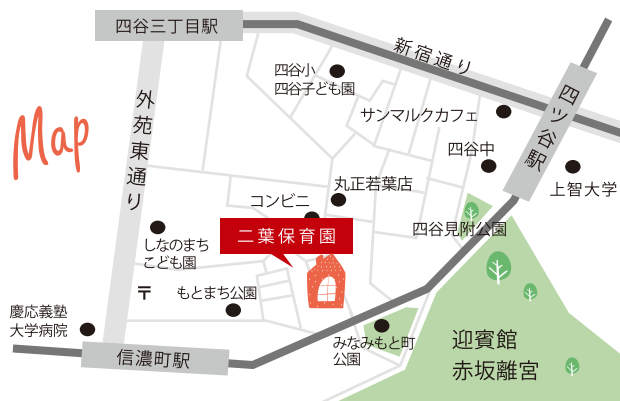 四谷三丁目駅
新宿通り
四谷小
四谷子ども園
外苑東通り
サンマルクカフェ
四ツ谷駅
Map
四谷中
丸正若葉店
上智大学
コンビニ
二葉保育園
四谷見附公園
しなのまち
こども園
もとまち公園
慶応義塾
大学病院
信濃町駅
みなみもと町
公園
迎賓館
赤坂離宮